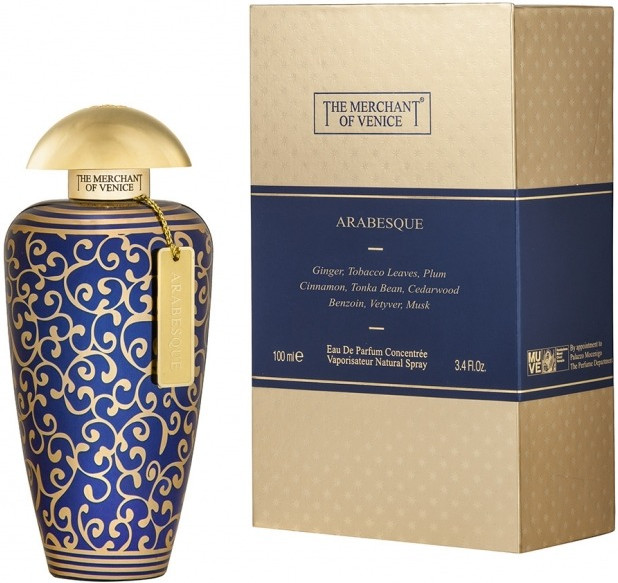 THE MERCHANT
OF VENICE
ARABESQUE
THE MERCHANT®
OF VENICE
ARABESQUE
Ginger, Tobacco Leaves, Plum
Cinnamon, Tonka Bean, Cedarwood
Benzoin, Vetyver, Musk
100 ml ℮
Eau De Parfum Concentrée
Vaporisateur Natural Spray
3.4 Fl.Oz.
MU
VE
By appointment to
Palazzo Mocenigo
The Perfume Department